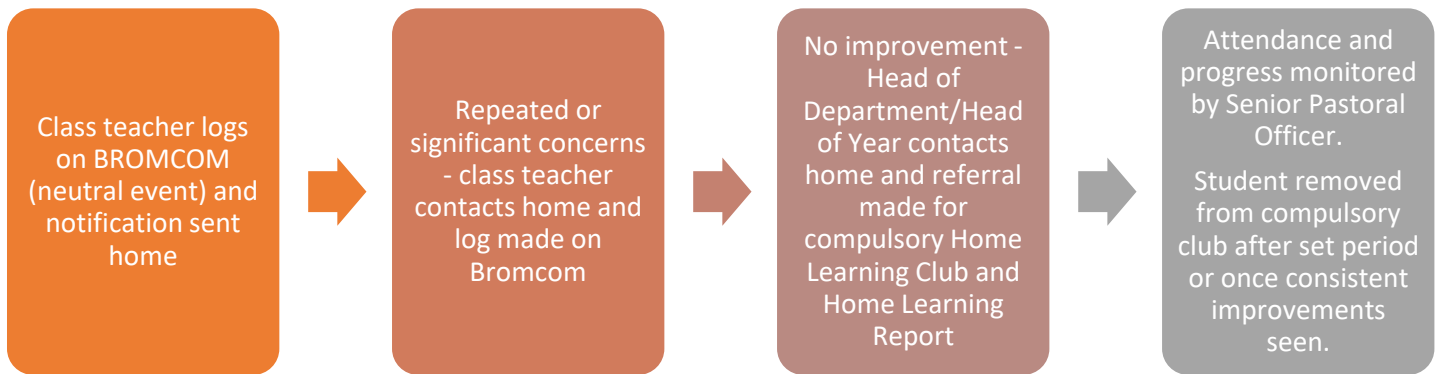 Class teacher logs
on BROMCOM
(neutral event) and
notification sent
home
Repeated or
significant concerns
- class teacher
contacts home and
log made on
Bromcom
No improvement -
Head of
Department/Head
of Year contacts
home and referral
made for
compulsory Home
Learning Club and
Home Learning
Report
Attendance and
progress monitored
by Senior Pastoral
Officer.
Student removed
from compulsory
club after set period
or once consistent
improvements
seen.